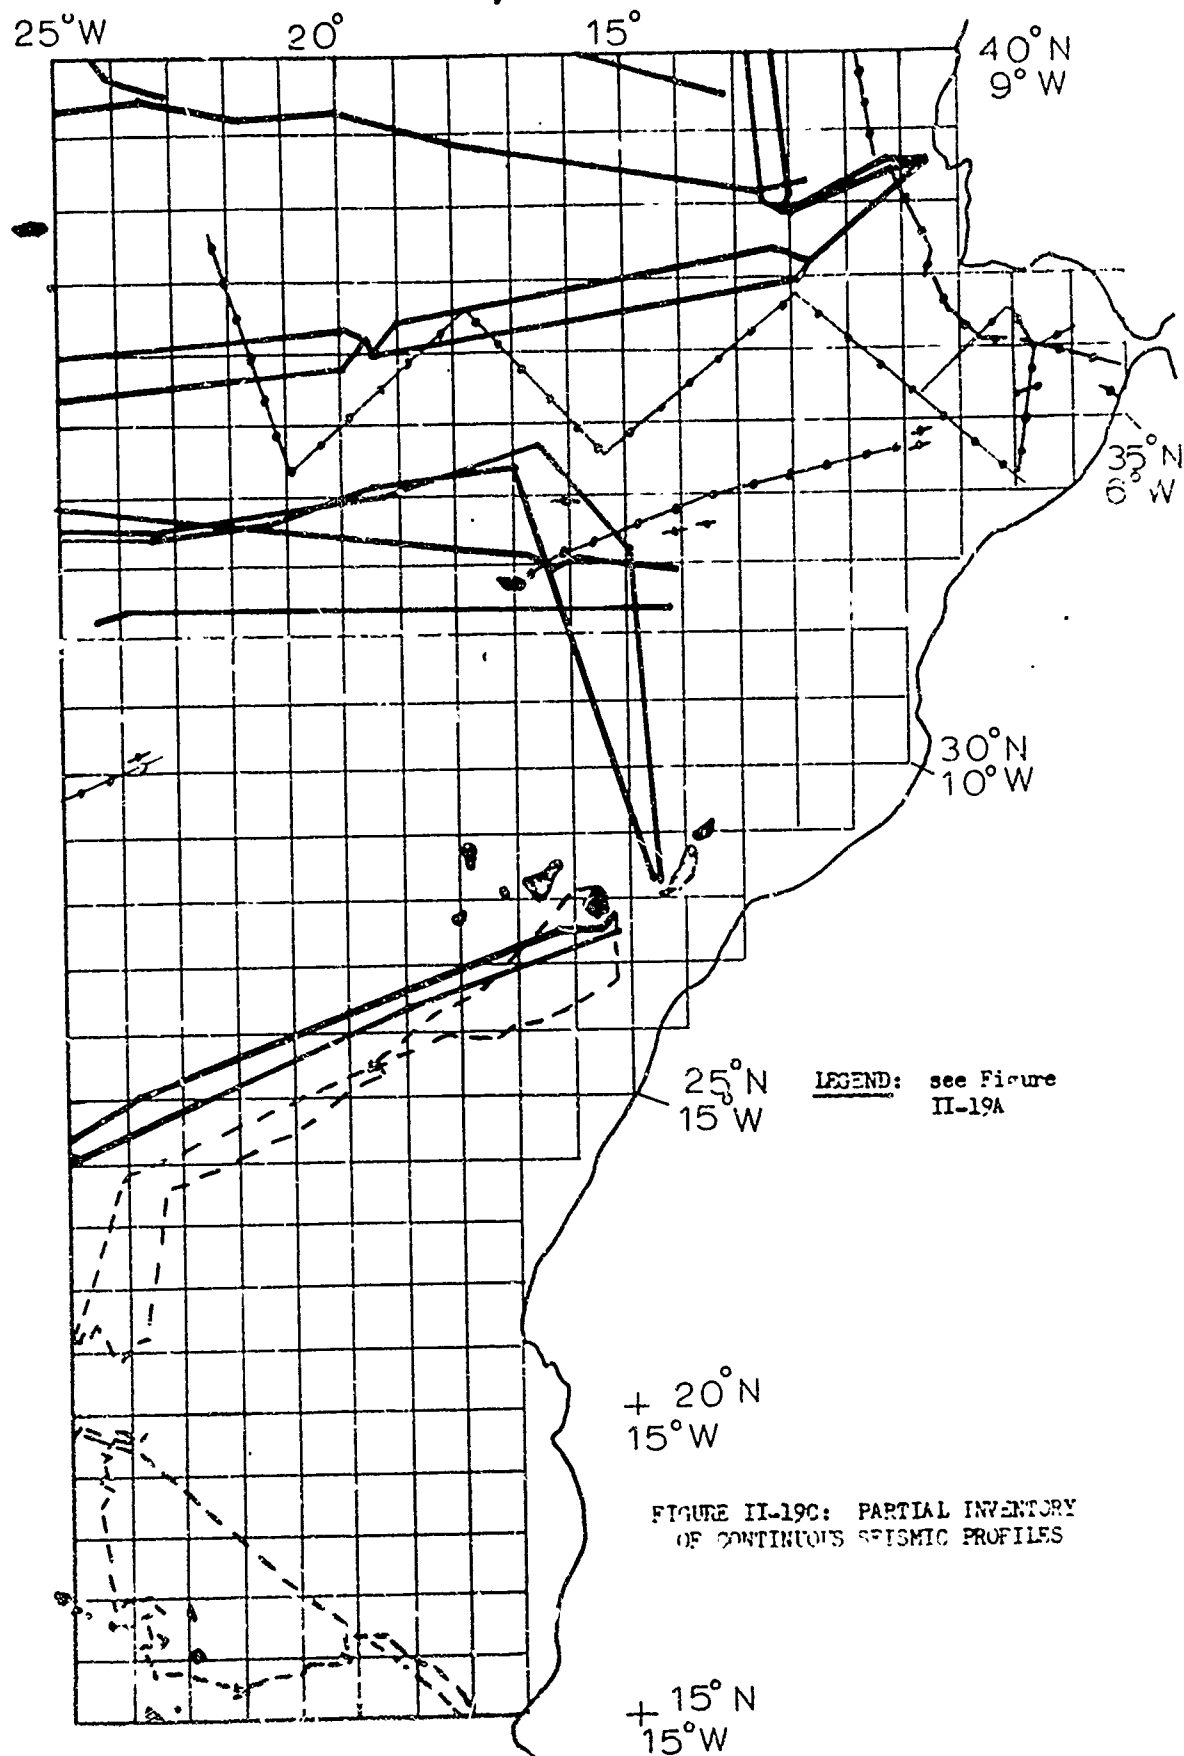 25°W 20° 15°
40°N
9°W
35°N
6°W
30°N
10°W
25°N
15°W
LEGEND: see Figure
II-19A
20°N
15°W
FIGURE II-19C: PARTIAL INVENTORY
OF CONTINUOUS SEISMIC PROFILES
15°N
15°W